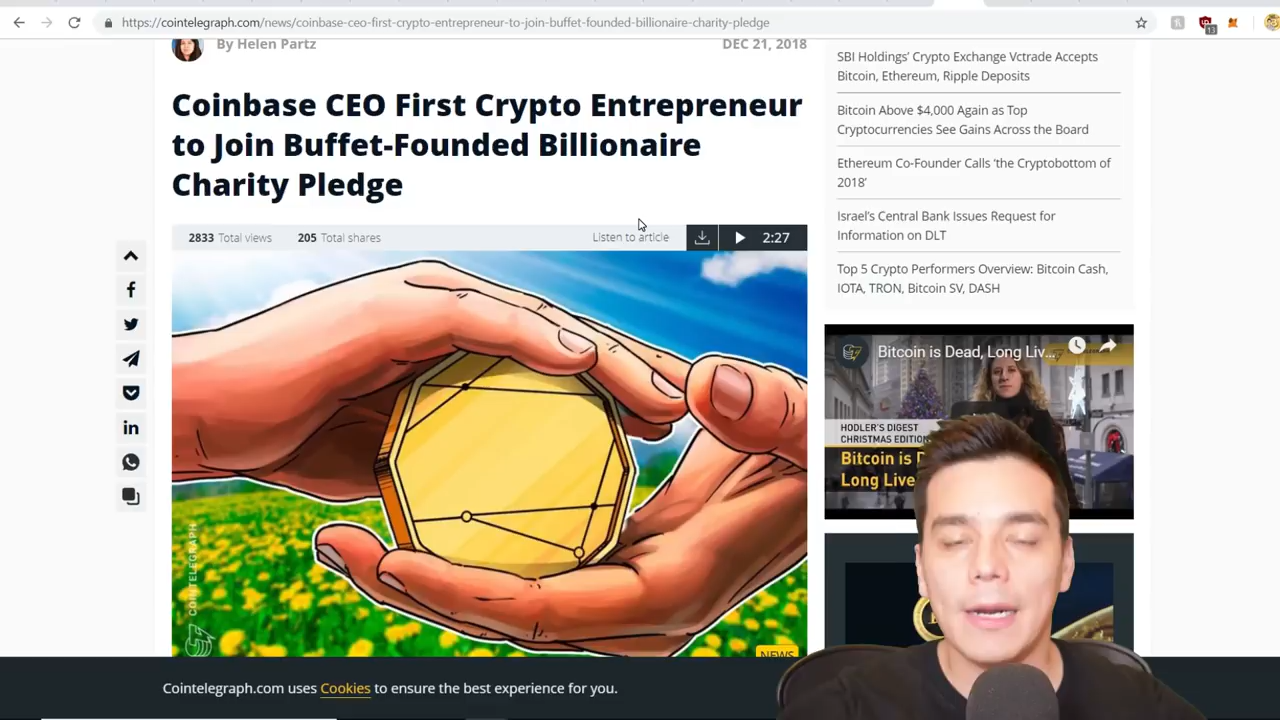 https://cointelegraph.com/news/coinbase-ceo-first-crypto-entrepreneur-to-join-buffet-founded-billionaire-charity-pledge
13
By Helen Partz
DEC 21, 2018
Coinbase CEO First Crypto Entrepreneur
to Join Buffet-Founded Billionaire
Charity Pledge
2833 Total views
205 Total shares
Listen to article
2:27
COINTELEGRAPH
NEWS
SBI Holdings' Crypto Exchange Vctrade Accepts
Bitcoin, Ethereum, Ripple Deposits
Bitcoin Above $4,000 Again as Top
Cryptocurrencies See Gains Across the Board
Ethereum Co-Founder Calls 'the Cryptobottom of
2018'
Israel's Central Bank Issues Request for
Information on DLT
Top 5 Crypto Performers Overview: Bitcoin Cash,
IOTA, TRON, Bitcoin SV, DASH
Bitcoin is Dead, Long Liv...
HODLER'S DIGEST
CHRISTMAS EDITION
Bitcoin is
Long Live
Cointelegraph.com uses Cookies to ensure the best experience for you.